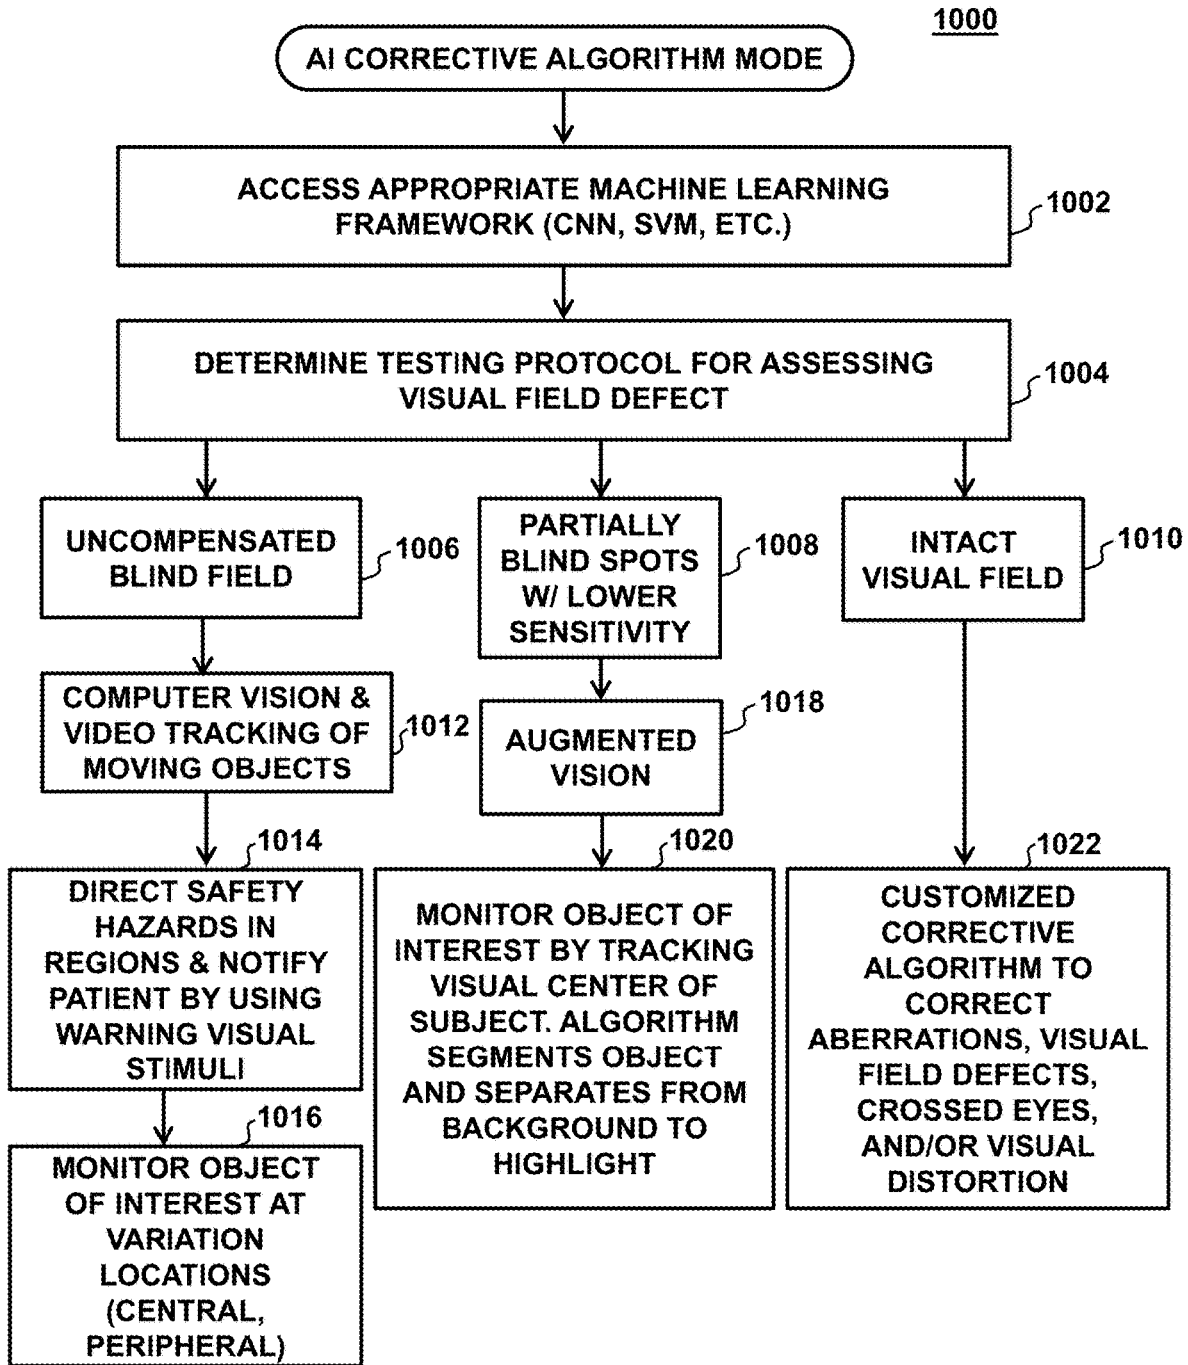 1000
AI CORRECTIVE ALGORITHM MODE
ACCESS APPROPRIATE MACHINE LEARNING
FRAMEWORK (CNN, SVM, ETC.)
1002
DETERMINE TESTING PROTOCOL FOR ASSESSING
VISUAL FIELD DEFECT
1004
UNCOMPENSATED
BLIND FIELD
1006
PARTIALLY
BLIND SPOTS
W/ LOWER
SENSITIVITY
1008
INTACT
VISUAL FIELD
1010
COMPUTER VISION &
VIDEO TRACKING OF
MOVING OBJECTS
1012
AUGMENTED
VISION
1018
1014
DIRECT SAFETY
HAZARDS IN
REGIONS & NOTIFY
PATIENT BY USING
WARNING VISUAL
STIMULI
1016
MONITOR OBJECT
OF INTEREST AT
VARIATION
LOCATIONS
(CENTRAL,
PERIPHERAL)
1020
MONITOR OBJECT OF
INTEREST BY TRACKING
VISUAL CENTER OF
SUBJECT. ALGORITHM
SEGMENTS OBJECT
AND SEPARATES FROM
BACKGROUND TO
HIGHLIGHT
1022
CUSTOMIZED
CORRECTIVE
ALGORITHM TO
CORRECT
ABERRATIONS, VISUAL
FIELD DEFECTS,
CROSSED EYES,
AND/OR VISUAL
DISTORTION